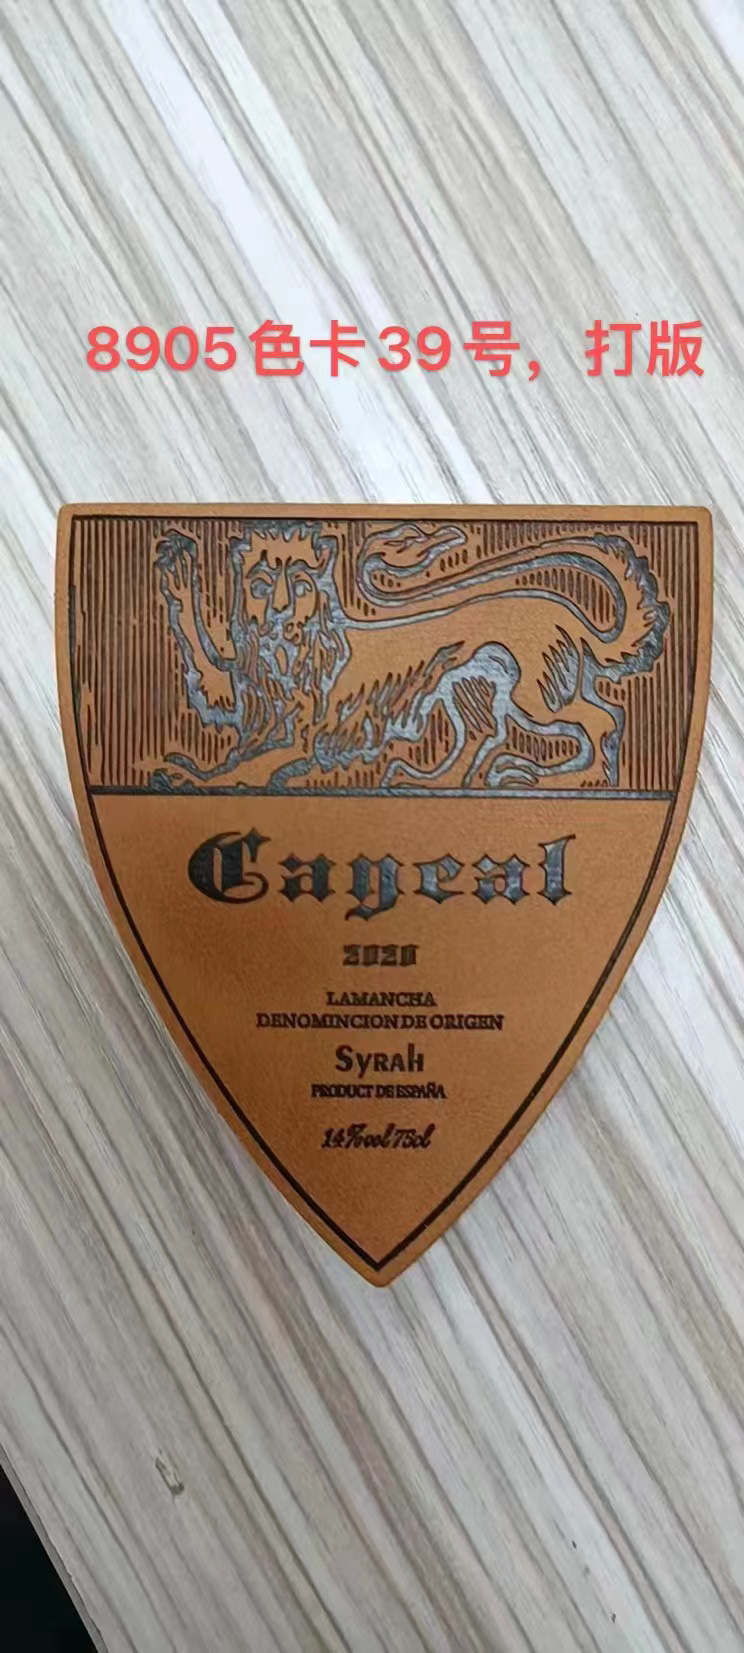 8905色卡39号，打版
Cayeal
2020
LAMANCHA
DENOMINCION DE ORIGEN
SyRAH
PRODUCT DE ESPAÑA
14%vol 75cl